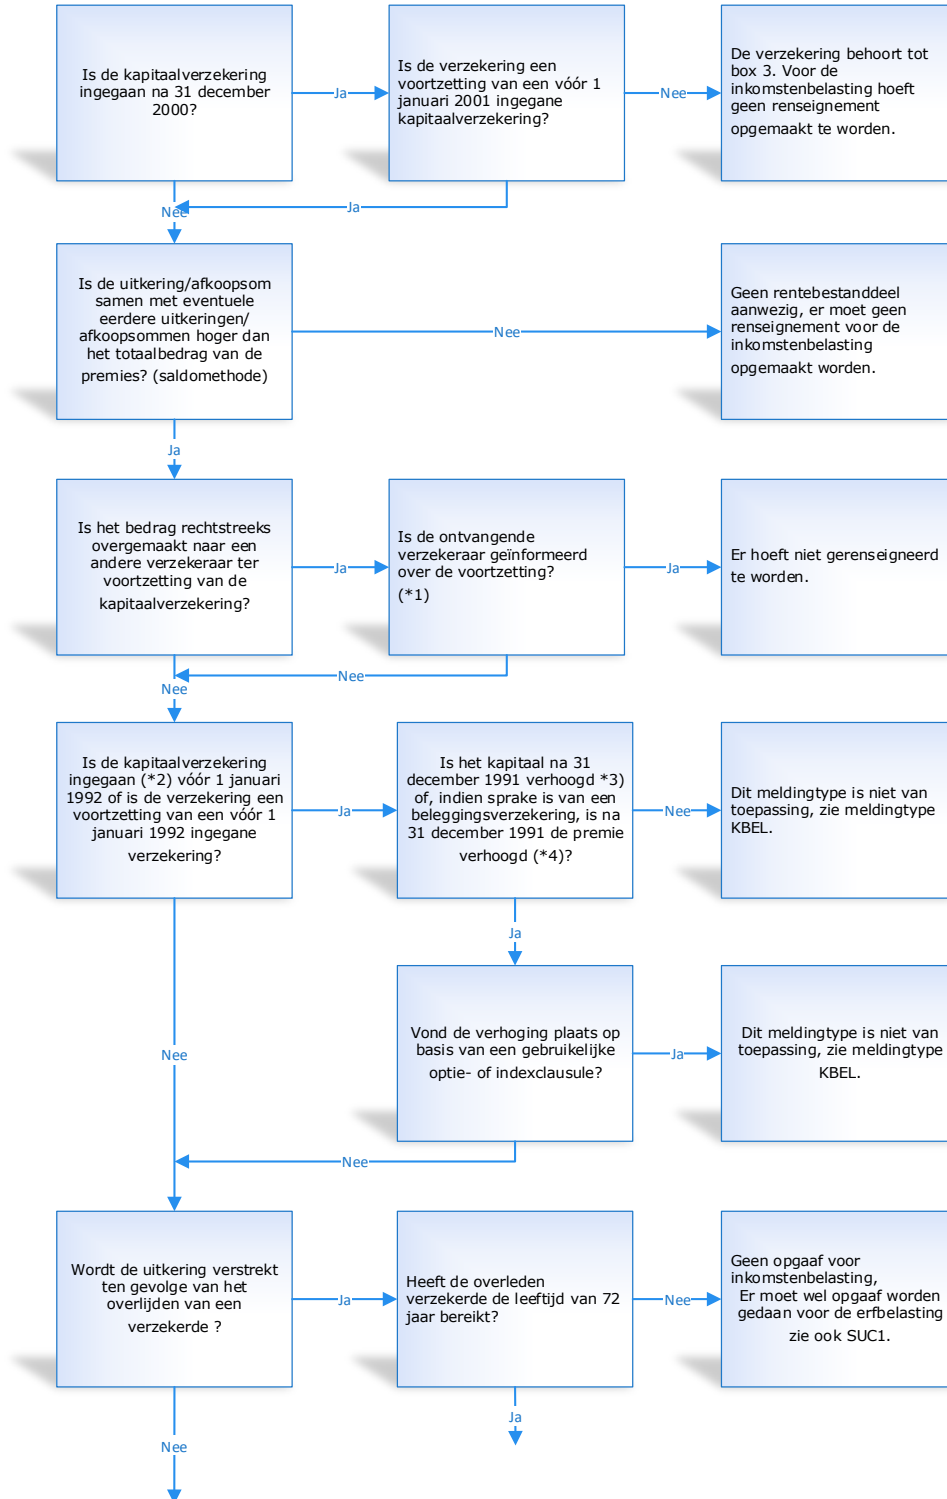 Is de kapitaalverzekering
ingegaan na 31 december
2000?
Ja
Is de verzekering een
voortzetting van een vóór 1
januari 2001 ingegane
kapitaalverzekering?
Nee
De verzekering behoort tot
box 3. Voor de
inkomstenbelasting hoeft
geen renseignement
opgemaakt te worden.
Ja
Nee
Is de uitkering/afkoopsom
samen met eventuele
eerdere uitkeringen/
afkoopsommen hoger dan
het totaalbedrag van de
premies? (saldomethode)
Nee
Geen rentebestanddeel
aanwezig, er moet geen
renseignement voor de
inkomstenbelasting
opgemaakt worden.
Ja
Is het bedrag rechtstreeks
overgemaakt naar een
andere verzekeraar ter
voortzetting van de
kapitaalverzekering?
Ja
Is de ontvangende
verzekeraar geïnformeerd
over de voortzetting?
(*1)
Ja
Er hoeft niet gerenseigneerd
te worden.
Nee
Nee
Is de kapitaalverzekering
ingegaan (*2) vóór 1 januari
1992 of is de verzekering een
voortzetting van een vóór 1
januari 1992 ingegane
verzekering?
Ja
Is het kapitaal na 31
december 1991 verhoogd *3)
of, indien sprake is van een
beleggingsverzekering, is na
31 december 1991 de premie
verhoogd (*4)?
Nee
Dit meldingtype is niet van
toepassing, zie meldingtype
KBEL.
Ja
Vond de verhoging plaats op
basis van een gebruikelijke
optie- of indexclausule?
Ja
Dit meldingtype is niet van
toepassing, zie meldingtype
KBEL.
Nee
Nee
Wordt de uitkering verstrekt
ten gevolge van het
overlijden van een
verzekerde ?
Ja
Heeft de overleden
verzekerde de leeftijd van 72
jaar bereikt?
Nee
Geen opgaaf voor
inkomstenbelasting,
Er moet wel opgaaf worden
gedaan voor de erfbelasting
zie ook SUC1.
Ja
Nee